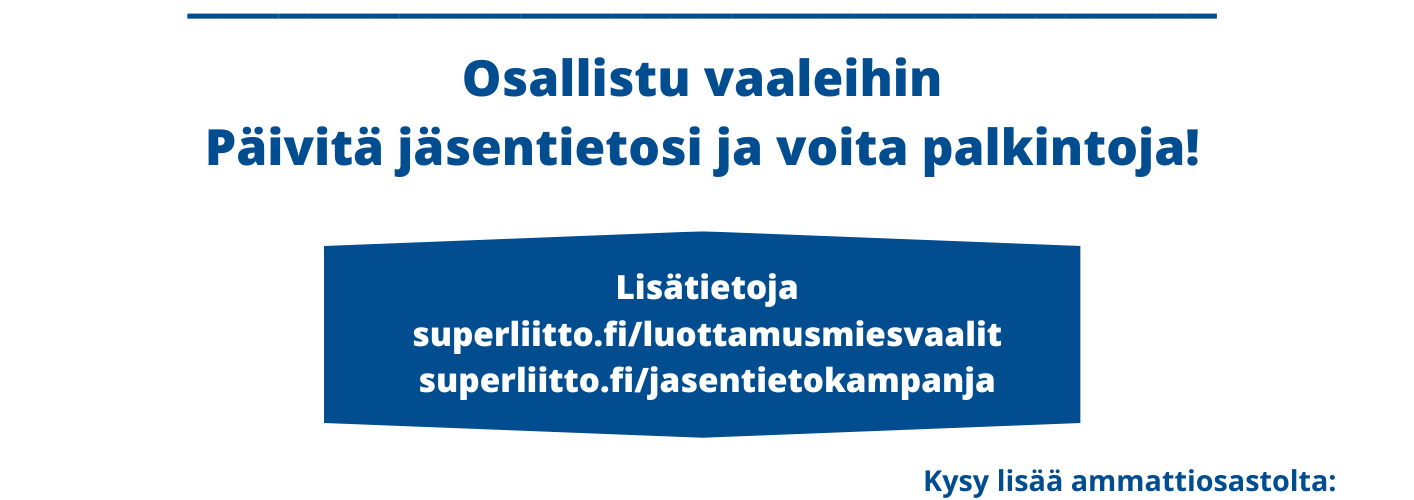 Osallistu vaaleihin
Päivitä jäsentietosi ja voita palkintoja!
Lisätietoja
superliitto.fi/luottamusmiesvaalit
superliitto.fi/jasentietokampanja
Kysy lisää ammattiosastolta: